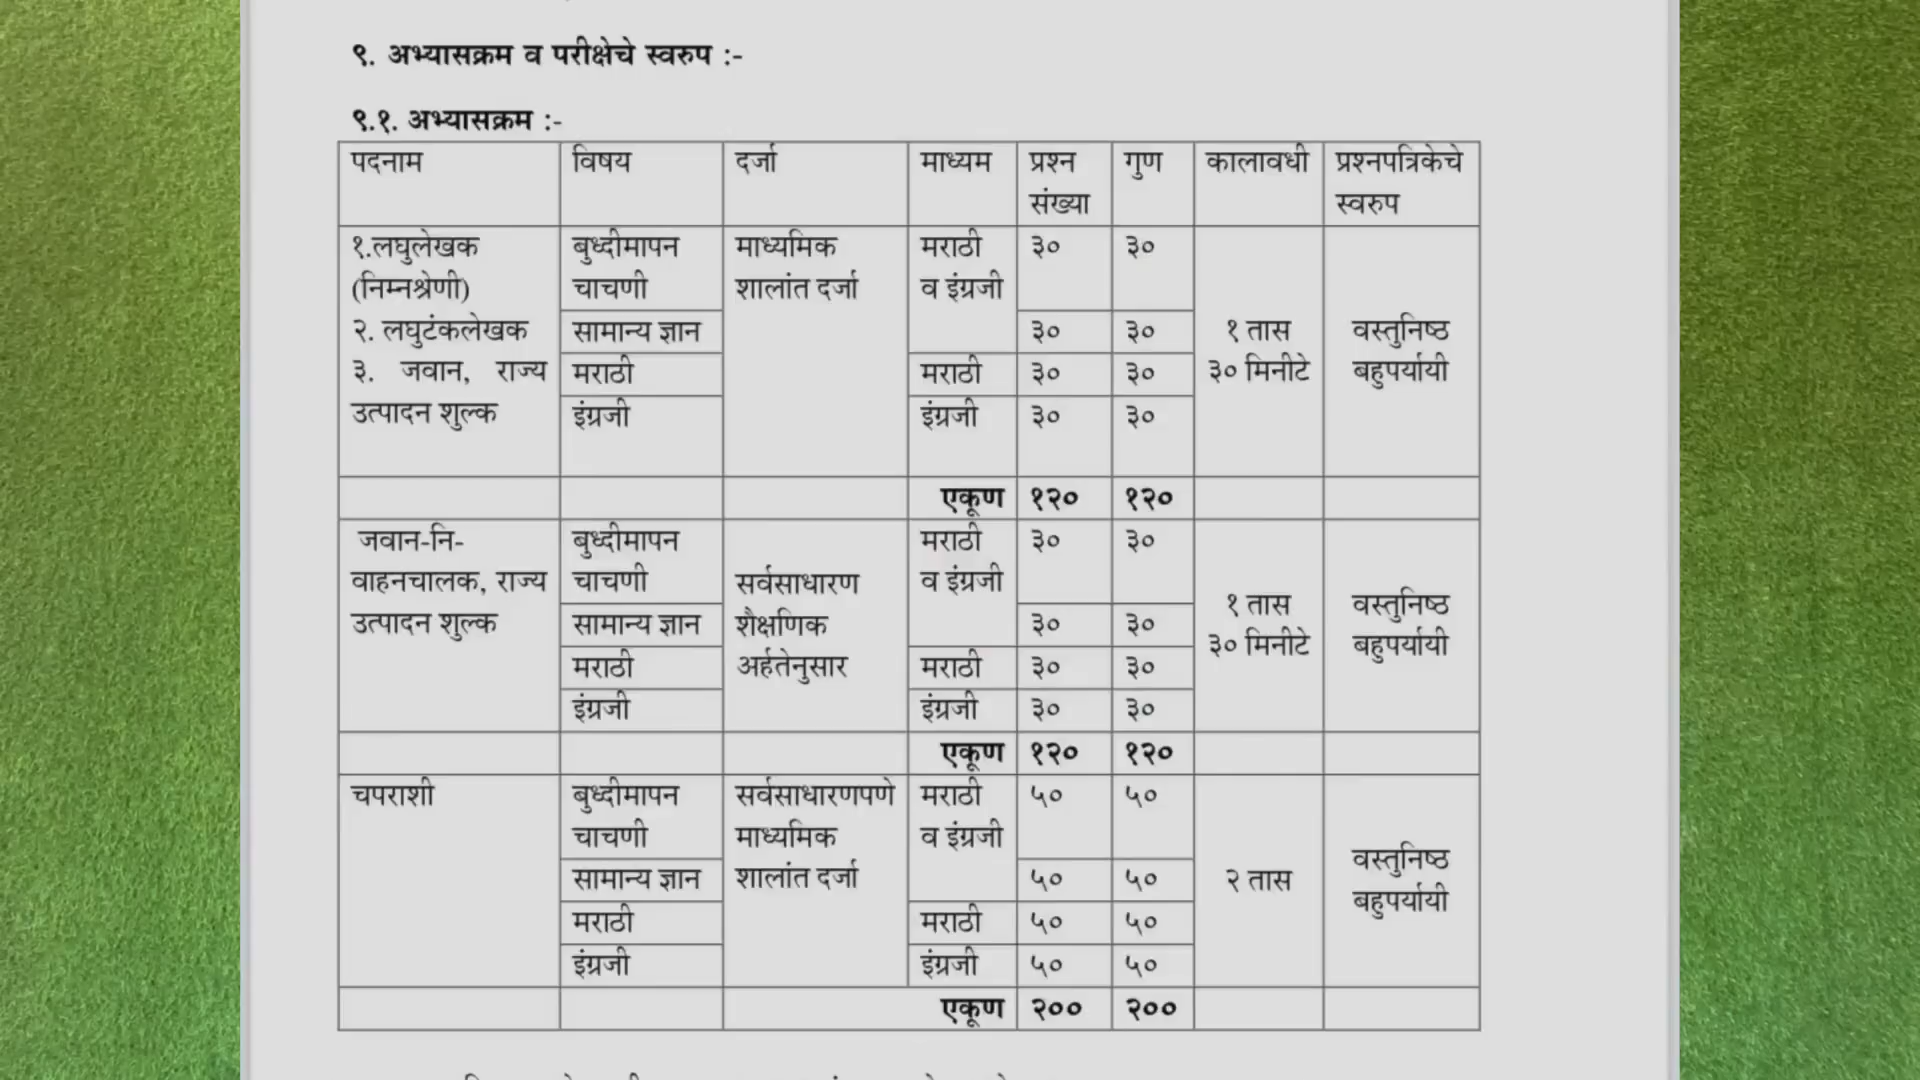 ९. अभ्यासक्रम व परीक्षेचे स्वरुप :-
९.१. अभ्यासक्रम :-
पदनाम विषय दर्जा माध्यम प्रश्न संख्या गुण कालावधी प्रश्नपत्रिकेचे स्वरुप
१.लघुलेखक
(निम्नश्रेणी)
२. लघुटंकलेखक
३. जवान, राज्य
उत्पादन शुल्क
बुध्दीमापन
चाचणी
माध्यमिक
शालांत दर्जा
मराठी
व इंग्रजी
३० ३०
सामान्य ज्ञान ३० ३०
मराठी मराठी ३० ३०
इंग्रजी इंग्रजी ३० ३०
१ तास
३० मिनीटे
वस्तुनिष्ठ
बहुपर्यायी
एकूण १२० १२०
जवान-नि-
वाहनचालक, राज्य
उत्पादन शुल्क
बुध्दीमापन
चाचणी
सर्वसाधारण
शैक्षणिक
अर्हतेनुसार
मराठी
व इंग्रजी
३० ३०
सामान्य ज्ञान ३० ३०
मराठी मराठी ३० ३०
इंग्रजी इंग्रजी ३० ३०
१ तास
३० मिनीटे
वस्तुनिष्ठ
बहुपर्यायी
एकूण १२० १२०
चपराशी
बुध्दीमापन
चाचणी
सर्वसाधारणपणे
माध्यमिक
शालांत दर्जा
मराठी
व इंग्रजी
५० ५०
सामान्य ज्ञान ५० ५०
मराठी मराठी ५० ५०
इंग्रजी इंग्रजी ५० ५०
२ तास
वस्तुनिष्ठ
बहुपर्यायी
एकूण २०० २००